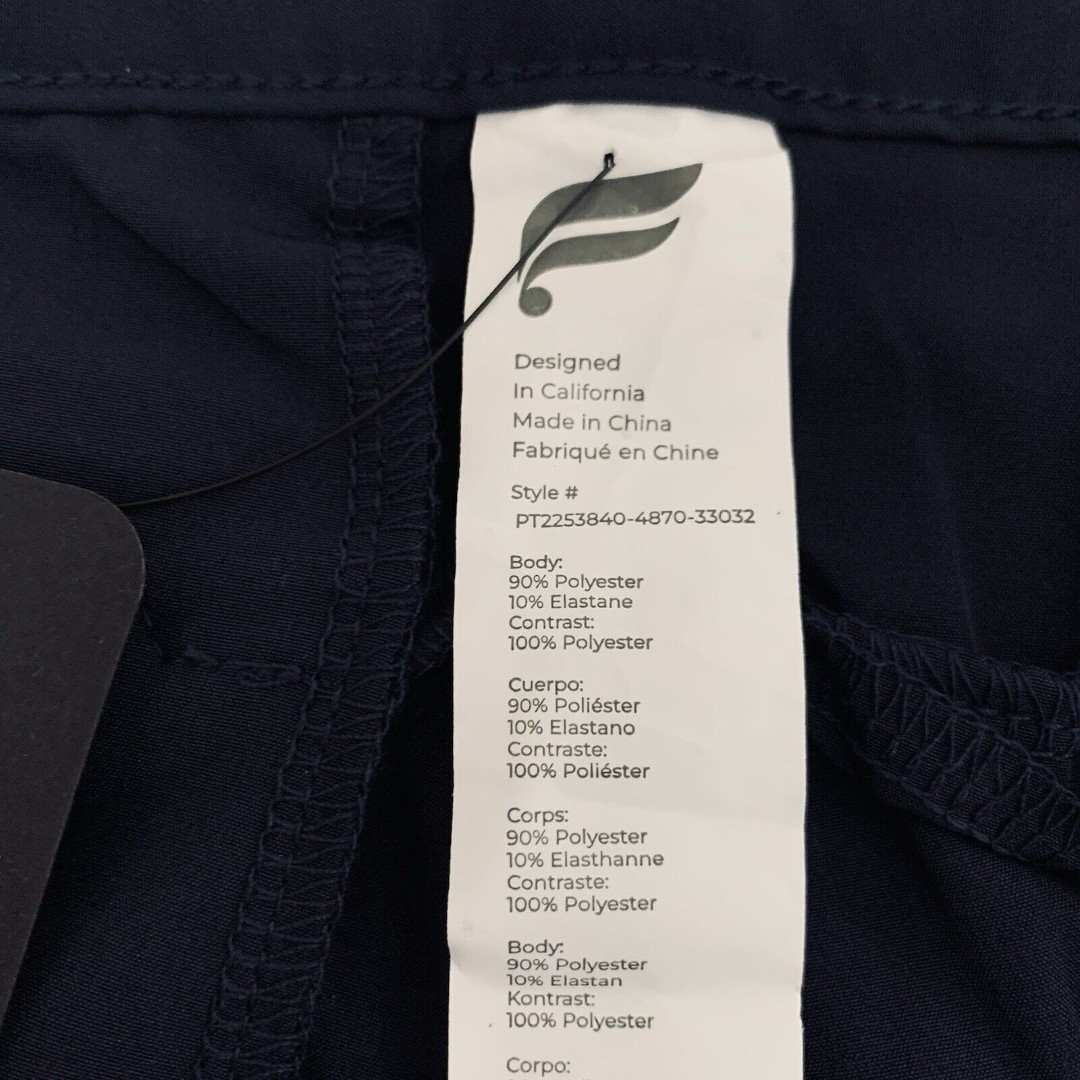 Designed
In California
Made in China
Fabriqué en Chine
Style #
PT2253840-4870-33032
Body:
90% Polyester
10% Elastane
Contrast:
100% Polyester
Cuerpo:
90% Poliéster
10% Elastano
Contraste:
100% Poliéster
Corps:
90% Polyester
10% Elasthanne
Contraste:
100% Polyester
Body:
90% Polyester
10% Elastan
Kontrast:
100% Polyester
Corpo: